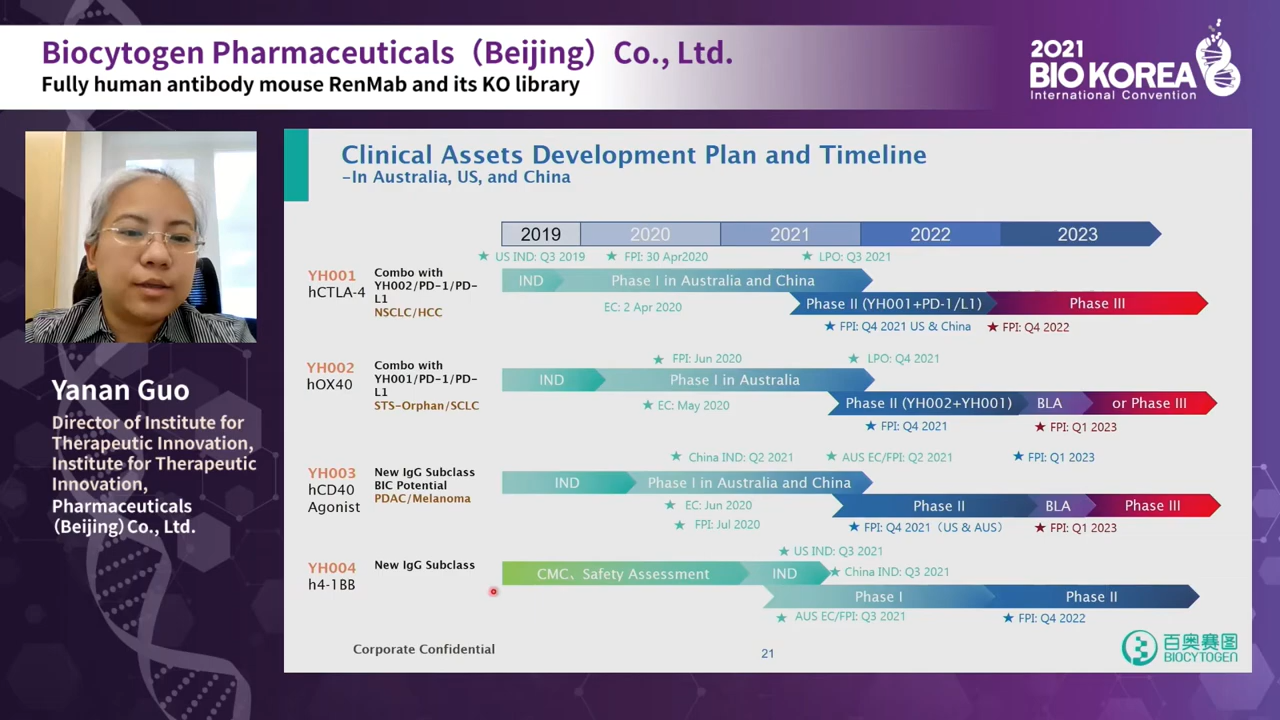 Biocytogen Pharmaceuticals（Beijing）Co., Ltd.
Fully human antibody mouse RenMab and its KO library
2021
BIO KOREA
International Convention
Yanan Guo
Director of Institute for
Therapeutic Innovation,
Institute for Therapeutic
Innovation,
Pharmaceuticals
（Beijing）Co., Ltd.
Clinical Assets Development Plan and Timeline
–In Australia, US, and China
2019 2020 2021 2022 2023
★ US IND: Q3 2019 ★ FPI: 30 Apr2020 ★ LPO: Q3 2021
YH001
hCTLA-4
Combo with
YH002/PD-1/PD-
L1
NSCLC/HCC
IND Phase I in Australia and China
EC: 2 Apr 2020
Phase II (YH001+PD-1/L1) Phase III
★ FPI: Q4 2021 US & China ★ FPI: Q4 2022
YH002
hOX40
Combo with
YH001/PD-1/PD-
L1
STS-Orphan/SCLC
★ FPI: Jun 2020 ★ LPO: Q4 2021
IND Phase I in Australia
★ EC: May 2020
Phase II (YH002+YH001) BLA or Phase III
★ FPI: Q4 2021 ★ FPI: Q1 2023
YH003
hCD40
Agonist
New IgG Subclass
BIC Potential
PDAC/Melanoma
★ China IND: Q2 2021 ★ AUS EC/FPI: Q2 2021 ★ FPI: Q1 2023
IND Phase I in Australia and China
★ EC: Jun 2020
Phase II BLA Phase III
★ FPI: Jul 2020 ★ FPI: Q4 2021（US & AUS） ★ FPI: Q1 2023
YH004
h4-1BB
New IgG Subclass
★ US IND: Q3 2021
CMC、Safety Assessment IND ★ China IND: Q3 2021
Phase I Phase II
★ AUS EC/FPI: Q3 2021 ★ FPI: Q4 2022
Corporate Confidential
21
百奥赛图
BIOCYTOGEN